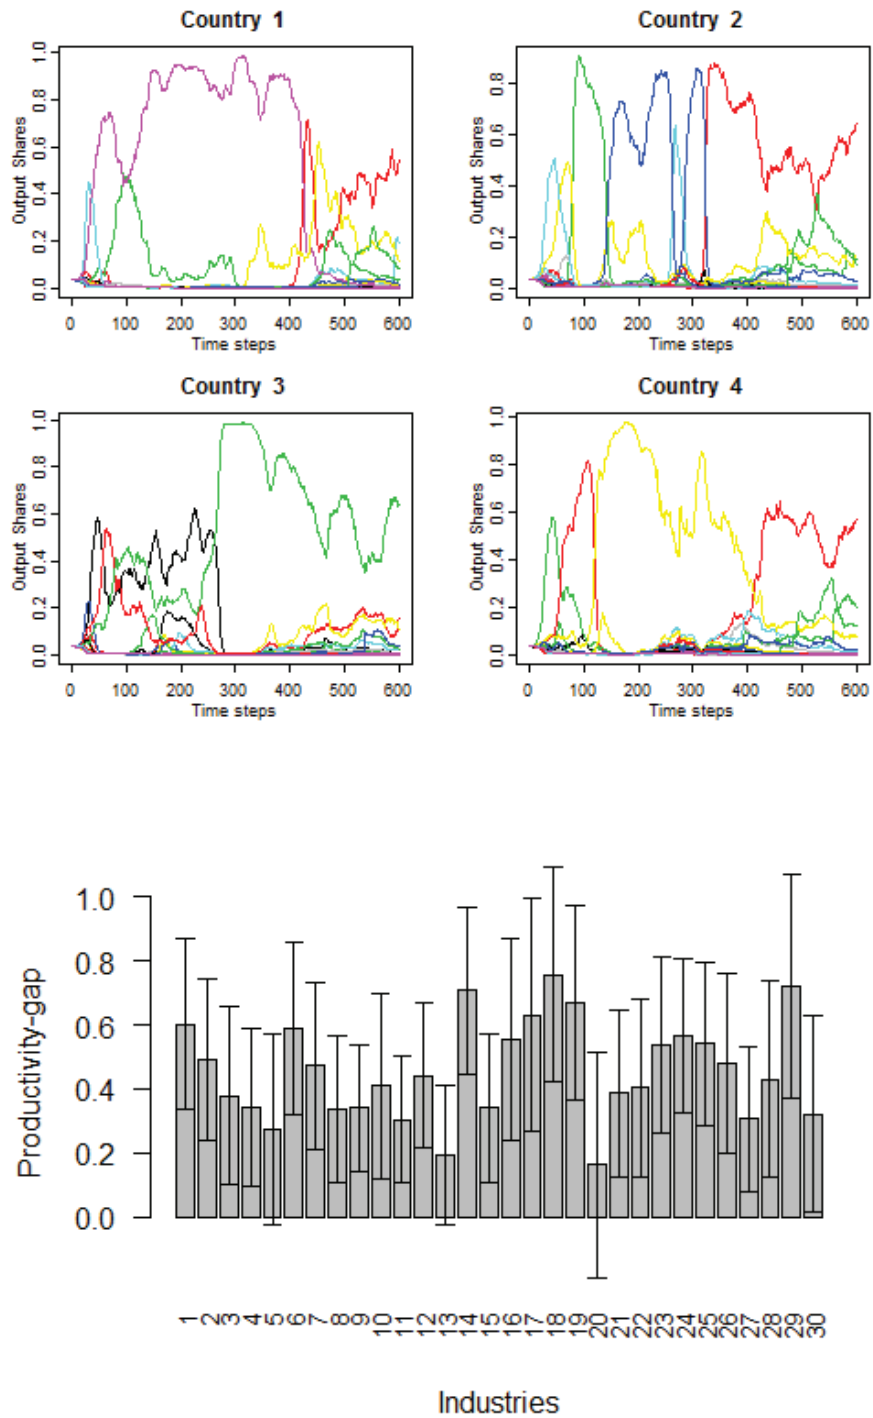 Country 1
Country 2
1.0
0.8
0.6
0.4
0.2
0.0
Output Shares
0 100 200 300 400 500 600
Time steps
0.8
0.6
0.4
0.2
0.0
Output Shares
0 100 200 300 400 500 600
Time steps
Country 3
Country 4
1.0
0.8
0.6
0.4
0.2
0.0
Output Shares
0 100 200 300 400 500 600
Time steps
1.0
0.8
0.6
0.4
0.2
0.0
Output Shares
0 100 200 300 400 500 600
Time steps
1.0
0.8
0.6
0.4
0.2
0.0
Productivity-gap
1 2 3 4 5 6 7 8 9 10 11 12 13 14 15 16 17 18 19 20 21 22 23 24 25 26 27 28 29 30
Industries